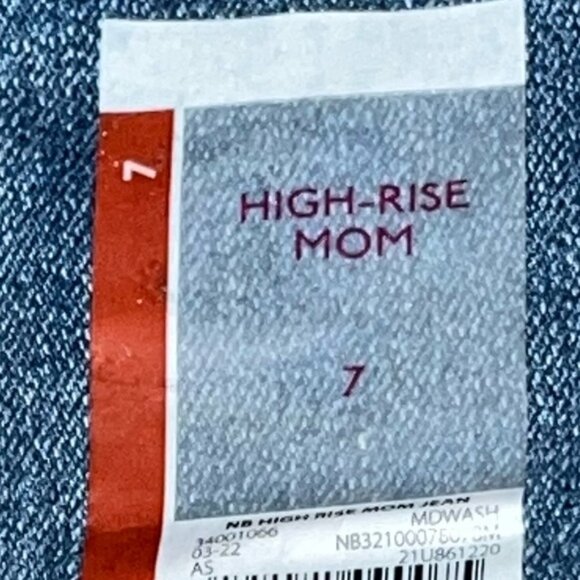 7
HIGH-RISE
MOM
7
NB HIGH RISE MOM JEAN
34001066
MDWASH
03-22
AS
21U861220